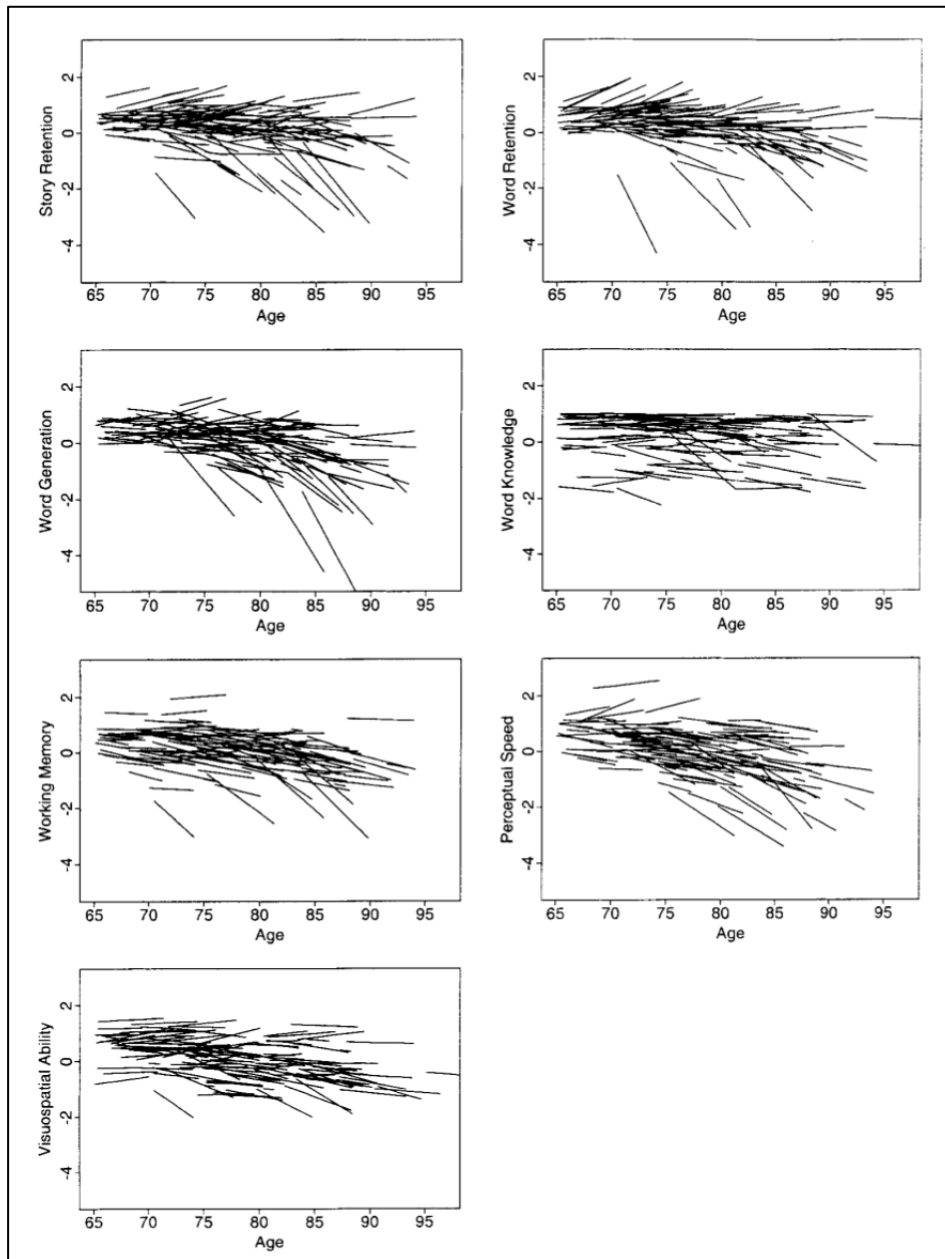 Story Retention
2
0
-2
-4
65 70 75 80 85 90 95
Age
Word Retention
2
0
-2
-4
65 70 75 80 85 90 95
Age
Word Generation
2
0
-2
-4
65 70 75 80 85 90 95
Age
Word Knowledge
2
0
-2
-4
65 70 75 80 85 90 95
Age
Working Memory
2
0
-2
-4
65 70 75 80 85 90 95
Age
Perceptual Speed
2
0
-2
-4
65 70 75 80 85 90 95
Age
Visuospatial Ability
2
0
-2
-4
65 70 75 80 85 90 95
Age